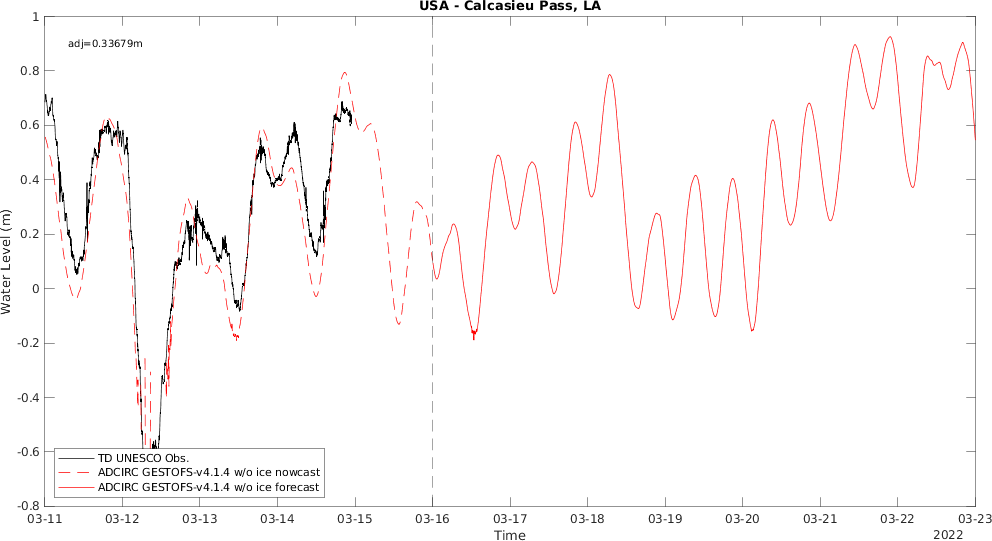 USA - Calcasieu Pass, LA
adj=0.33679m
Water Level (m)
1
0.8
0.6
0.4
0.2
0
-0.2
-0.4
-0.6
-0.8
TD UNESCO Obs.
ADCIRC GESTOFS-v4.1.4 w/o ice nowcast
ADCIRC GESTOFS-v4.1.4 w/o ice forecast
03-11 03-12 03-13 03-14 03-15 03-16 03-17 03-18 03-19 03-20 03-21 03-22 03-23
Time
2022